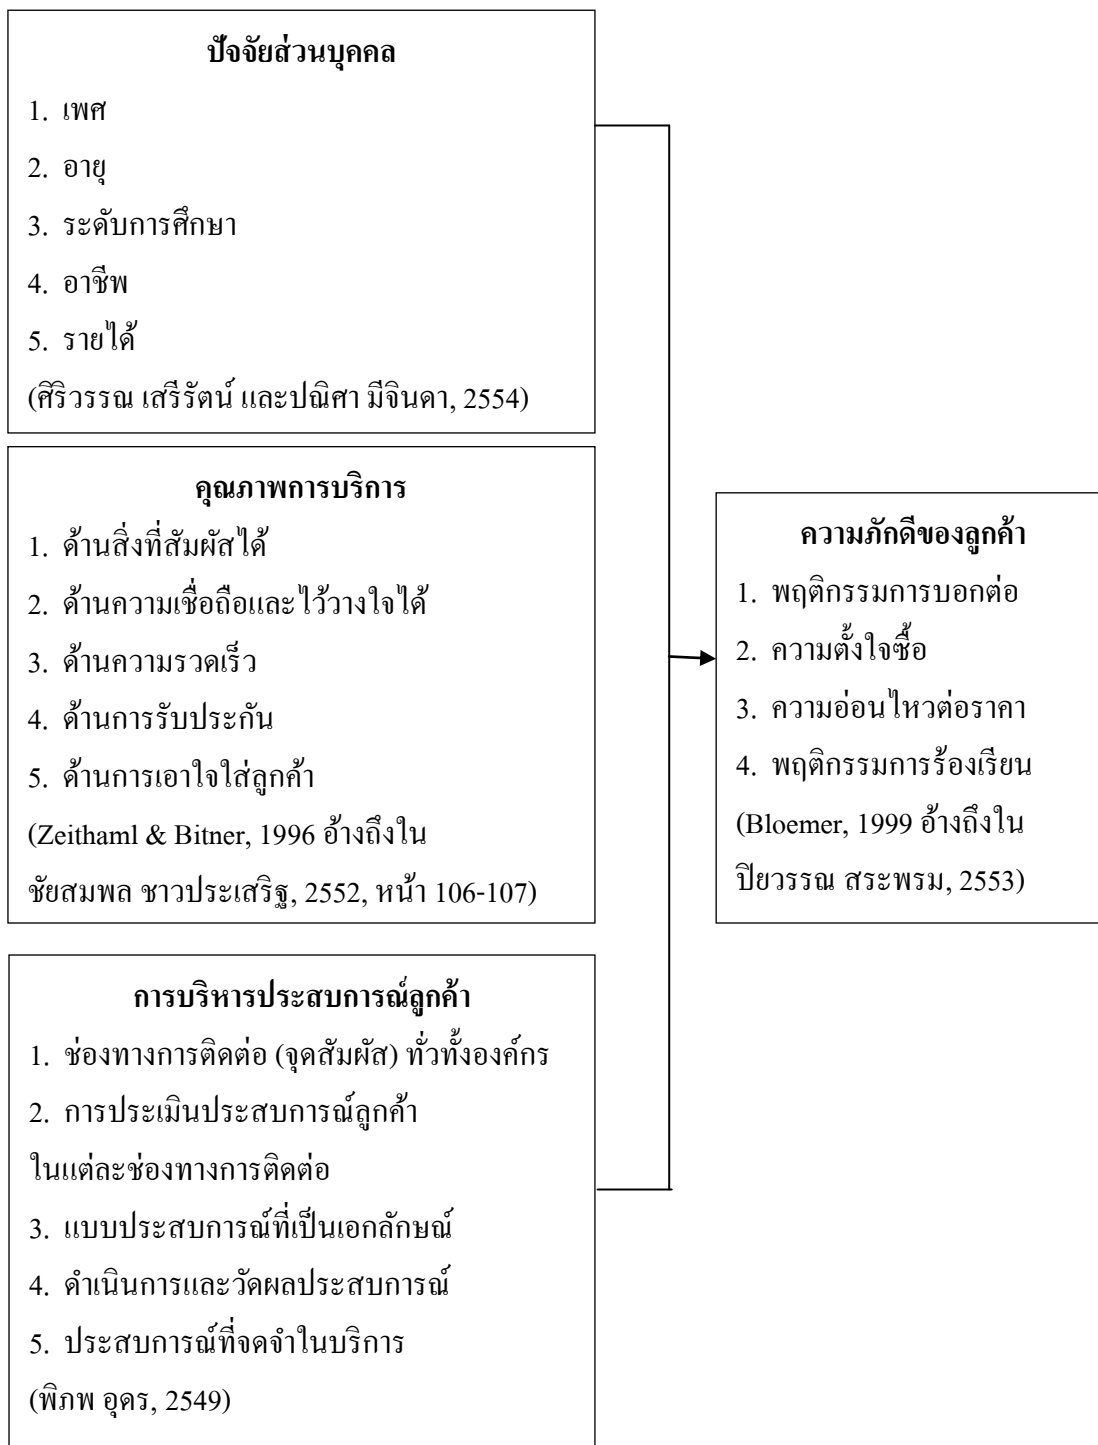 ปัจจัยส่วนบุคคล
1. เพศ
2. อายุ
3. ระดับการศึกษา
4. อาชีพ
5. รายได้
(ศิริวรรณ เสรีรัตน์ และปณิศา มีจินดา, 2554)
คุณภาพการบริการ
1. ด้านสิ่งที่สัมผัสได้
2. ด้านความเชื่อถือและไว้วางใจได้
3. ด้านความรวดเร็ว
4. ด้านการรับประกัน
5. ด้านการเอาใจใส่ลูกค้า
(Zeithaml & Bitner, 1996 อ้างถึงใน
ชัยสมพล ชาวประเสริฐ, 2552, หน้า 106-107)
ความภักดีของลูกค้า
1. พฤติกรรมการบอกต่อ
2. ความตั้งใจซื้อ
3. ความอ่อนไหวต่อราคา
4. พฤติกรรมการร้องเรียน
(Bloemer, 1999 อ้างถึงใน
ปิยวรรณ สระพรม, 2553)
การบริหารประสบการณ์ลูกค้า
1. ช่องทางการติดต่อ (จุดสัมผัส) ทั่วทั้งองค์กร
2. การประเมินประสบการณ์ลูกค้า
ในแต่ละช่องทางการติดต่อ
3. แบบประสบการณ์ที่เป็นเอกลักษณ์
4. ดำเนินการและวัดผลประสบการณ์
5. ประสบการณ์ที่จดจำในบริการ
(พิภพ อุดร, 2549)